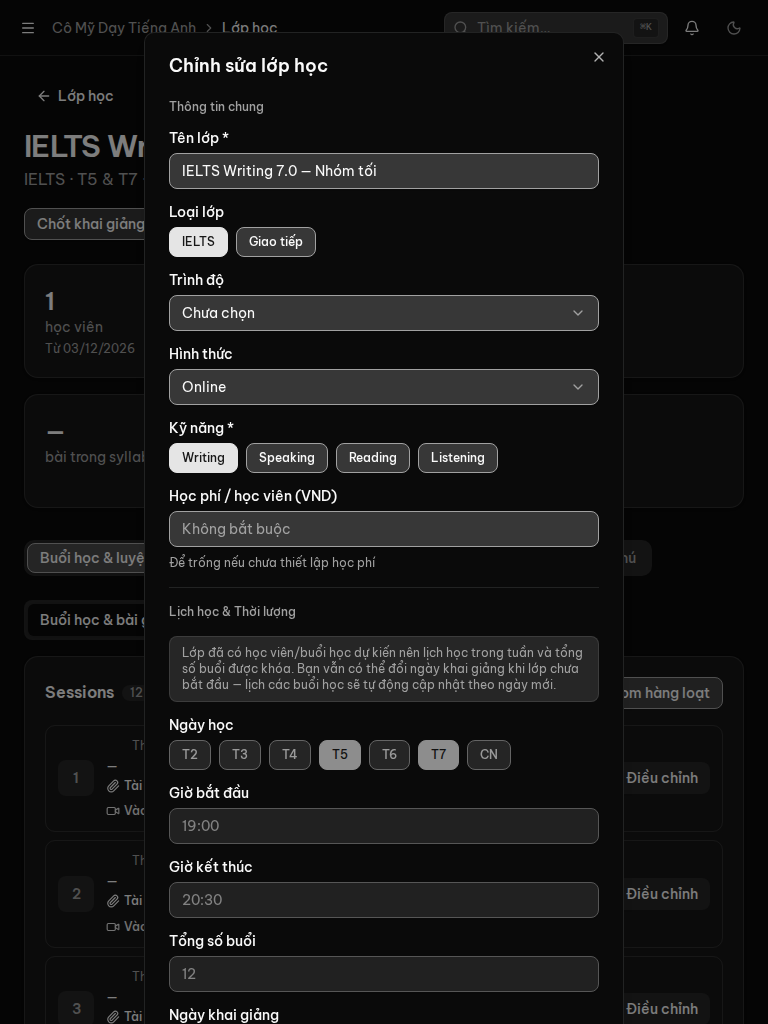 Cô Mỹ Dạy Tiếng Anh > Lớp học
Tìm kiếm...
⌘K
Chỉnh sửa lớp học
Lớp học
Thông tin chung
Tên lớp *
IELTS Writing 7.0 — Nhóm tối
IELTS
IELTS · T5 & T7
Loại lớp
IELTS
Giao tiếp
Chốt khai giảng
Trình độ
Chưa chọn
1
học viên
Từ 03/12/2026
Hình thức
Online
Kỹ năng *
Writing
Speaking
Reading
Listening
—
bài trong
Học phí / học viên (VND)
Không bắt buộc
Để trống nếu chưa thiết lập học phí
Buổi học &
Lịch học & Thời lượng
Buổi học & bài
Lớp đã có học viên/buổi học dự kiến nên lịch học trong tuần và tổng
số buổi được khóa. Bạn vẫn có thể đổi ngày khai giảng khi lớp chưa
bắt đầu — lịch các buổi học sẽ tự động cập nhật theo ngày mới.
Sessions
12
hàng loạt
Ngày học
T2
T3
T4
T5
T6
T7
CN
1
—
Tài
Điều chỉnh
Giờ bắt đầu
19:00
Giờ kết thúc
20:30
2
—
Tài
Điều chỉnh
Tổng số buổi
12
3
—
Tài
Điều chỉnh
Ngày khai giảng